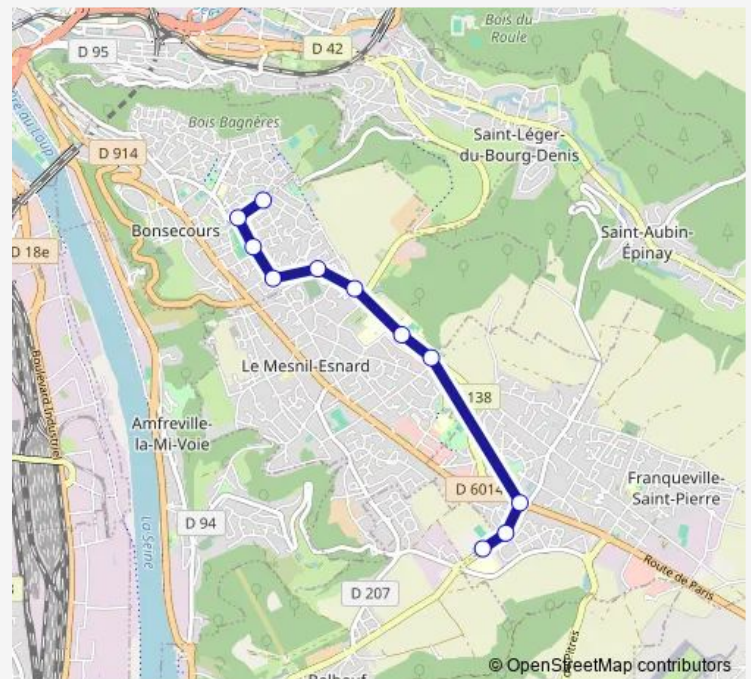 Bois du
Roule
D 95
D 42
Bois Bagnères
Saint-Léger-
du-Bourg-Denis
D 914
Bonsecours
Saint-Aubin-
Épinay
D 18e
Le Mesnil-Esnard
Boulevard Industriel
138
Amfreville-
la-Mi-Voie
D 6014
Franqueville-
Saint-Pierre
La Seine
D 94
Route de Paris
D 207
© OpenStreetMap contributors